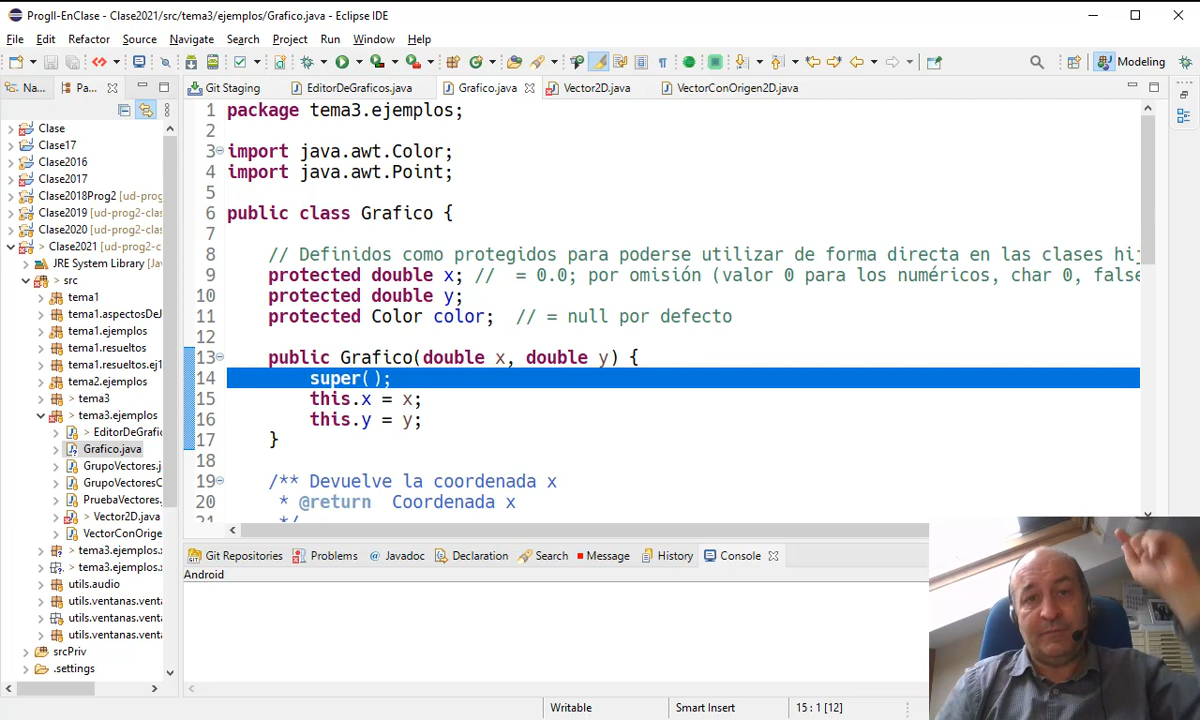 ProgII-EnClase - Clase2021/src/tema3/ejemplos/Grafico.java - Eclipse IDE
File Edit Refactor Source Navigate Search Project Run Window Help
Modeling
Na... Pa... Git Staging EditorDeGraficos.java Grafico.java Vector2D.java VectorConOrigen2D.java
Clase
Clase17
Clase2016
Clase2017
Clase2018Prog2 [ud-prog
Clase2019 [ud-prog2-clas
Clase2020 [ud-prog2-clas
> Clase2021 [ud-prog2-
JRE System Library [Jav
> src
tema1
tema1.aspectosDeJ
tema1.ejemplos
tema1.resueltos
tema1.resueltos.ej1
tema2.ejemplos
> tema3
> tema3.ejemplos
> EditorDeGrafic
Grafico.java
GrupoVectores.j
GrupoVectoresC
PruebaVectores.
> Vector2D.java
VectorConOrige
> tema3.ejemplos.
> tema3.ejemplos.
utils.audio
utils.ventanas.vent
utils.ventanas.vent
utils.ventanas.vent
srcPriv
.settings
1 package tema3.ejemplos;
2
3 import java.awt.Color;
4 import java.awt.Point;
5
6 public class Grafico {
7
8 // Definidos como protegidos para poderse utilizar de forma directa en las clases hij
9 protected double x; // = 0.0; por omisión (valor 0 para los numéricos, char 0, false
10 protected double y;
11 protected Color color; // = null por defecto
12
13 public Grafico(double x, double y) {
14 super();
15 this.x = x;
16 this.y = y;
17 }
18
19 /** Devuelve la coordenada x
20 * @return Coordenada x
21 */
Git Repositories Problems @ Javadoc Declaration Search Message History Console
Android
Writable Smart Insert 15 : 1 [12]